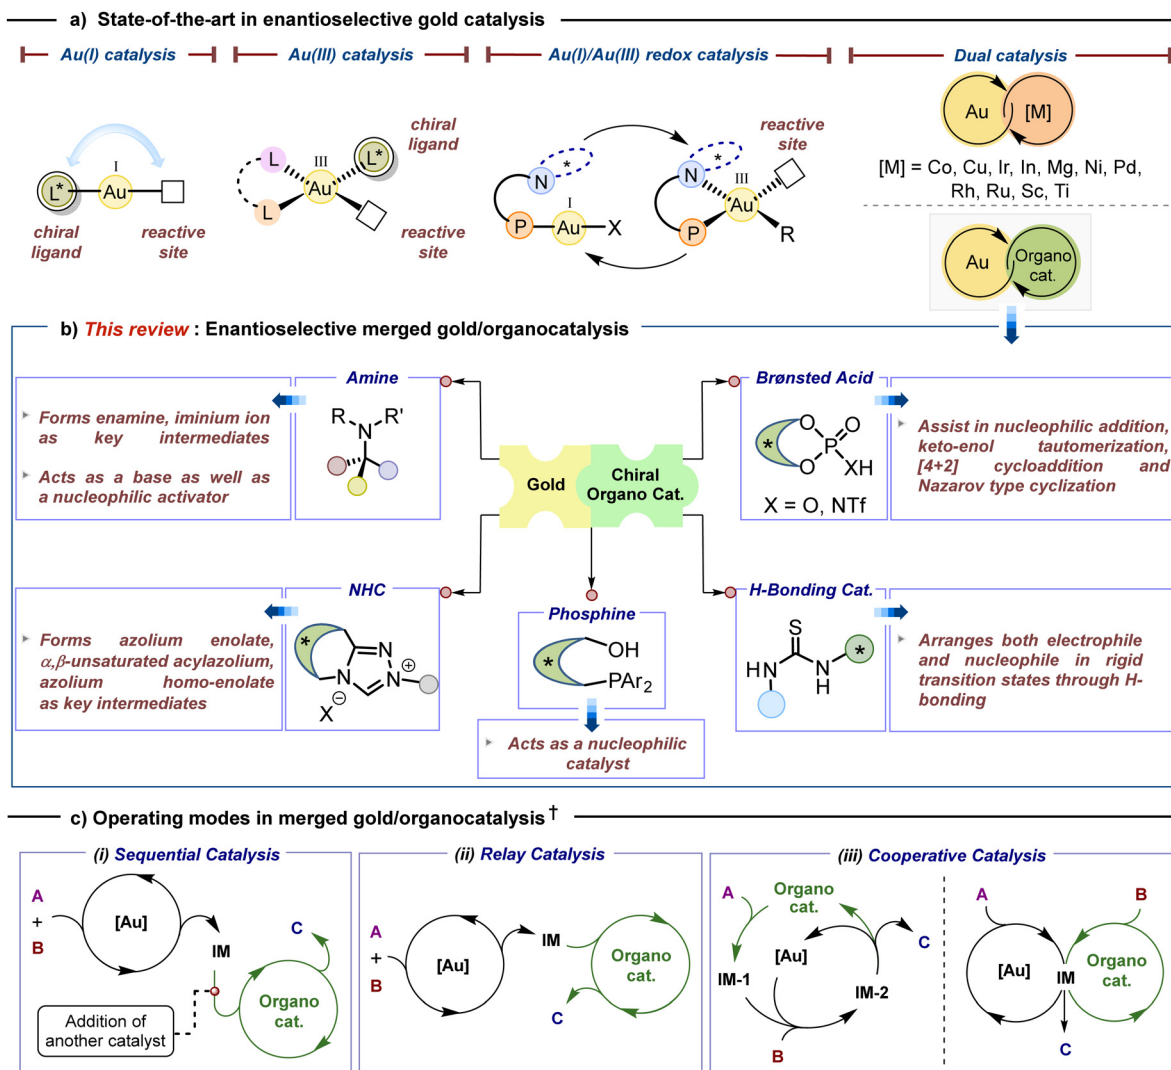 a) State-of-the-art in enantioselective gold catalysis
Au(I) catalysis
Au(III) catalysis
Au(I)/Au(III) redox catalysis
Dual catalysis
L*
I
Au
chiral
ligand
reactive
site
L
III
L*
Au
L
chiral
ligand
reactive
site
*
N
I
P
Au
X
*
N
III
Au
P
R
reactive
site
Au
[M]
[M] = Co, Cu, Ir, In, Mg, Ni, Pd,
Rh, Ru, Sc, Ti
Au
Organo
cat.
b) This review : Enantioselective merged gold/organocatalysis
Amine
Forms enamine, iminium ion
as key intermediates
Acts as a base as well as
a nucleophilic activator
R
R'
N
Gold
Chiral
Organo Cat.
Brønsted Acid
*
O
O
P
O
XH
X = O, NTf
Assist in nucleophilic addition,
keto-enol tautomerization,
[4+2] cycloaddition and
Nazarov type cyclization
NHC
Forms azolium enolate,
α,β-unsaturated acylazolium,
azolium homo-enolate
as key intermediates
*
N
N
N
⊕
X⊖
Phosphine
*
OH
PAr2
Acts as a nucleophilic
catalyst
H-Bonding Cat.
S
HN
N
H
*
Arranges both electrophile
and nucleophile in rigid
transition states through H-
bonding
c) Operating modes in merged gold/organocatalysis†
(i) Sequential Catalysis
A
+
B
[Au]
IM
C
Organo
cat.
Addition of
another catalyst
(ii) Relay Catalysis
A
+
B
[Au]
IM
Organo
cat.
C
(iii) Cooperative Catalysis
A
Organo
cat.
C
[Au]
IM-1
IM-2
B
A
B
[Au]
IM
Organo
cat.
C